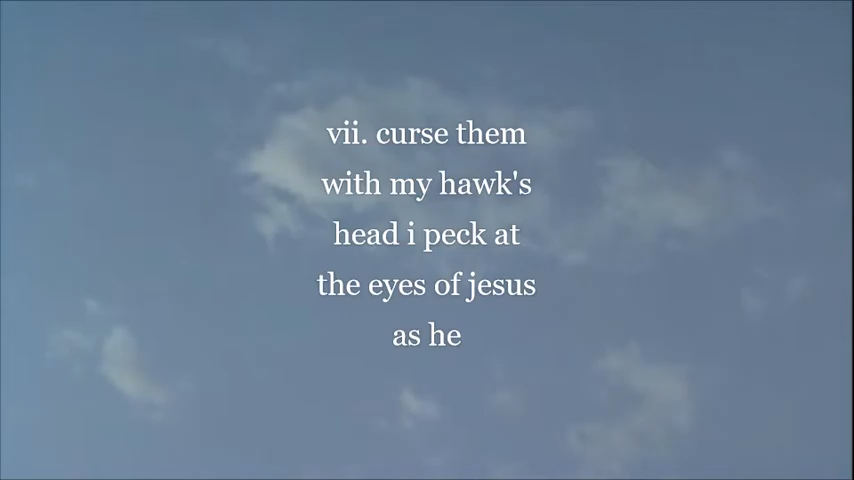 vii. curse them
with my hawk's
head i peck at
the eyes of jesus
as he